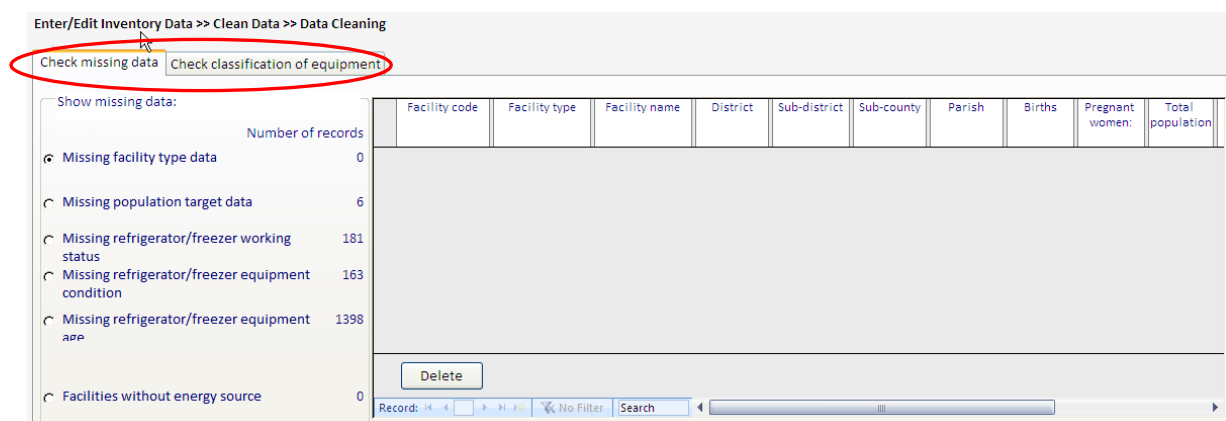 Enter/Edit Inventory Data >> Clean Data >> Data Cleaning
Check missing data Check classification of equipment
Show missing data:
Number of records
Missing facility type data 0
Missing population target data 6
Missing refrigerator/freezer working 181
status
Missing refrigerator/freezer equipment 163
condition
Missing refrigerator/freezer equipment 1398
age
Facilities without energy source 0
Facility code Facility type Facility name District Sub-district Sub-county Parish Births Pregnant Total
women: population
Delete
Record: No Filter Search